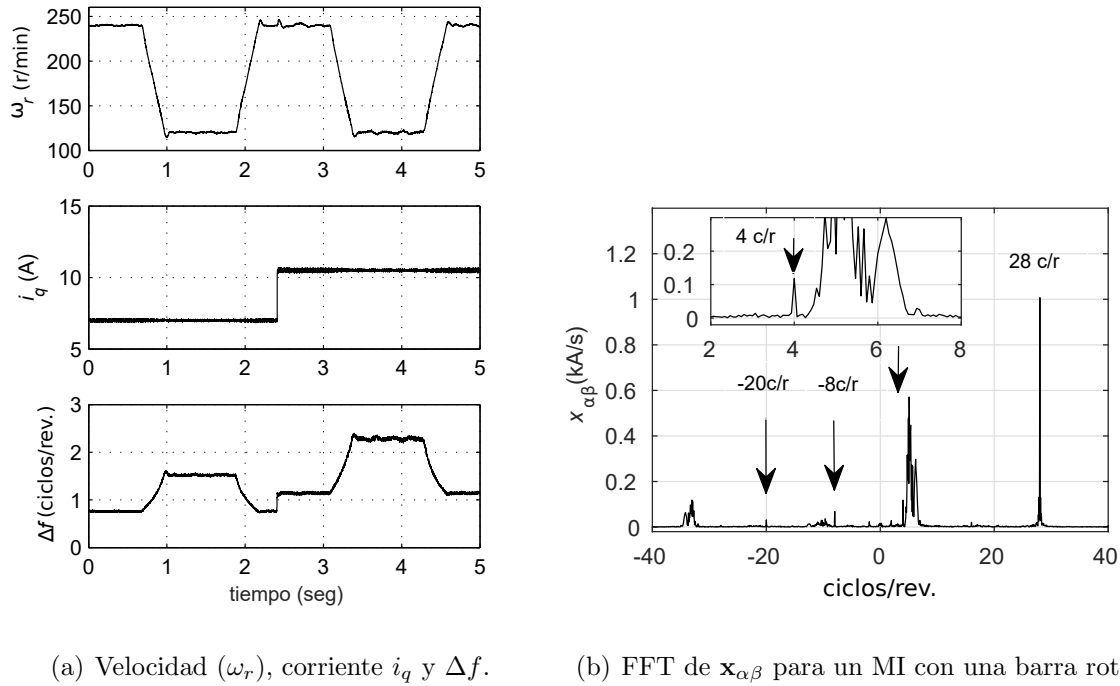 250
200
150
100
ω_r (r/min)
0 1 2 3 4 5
15
10
5
i_q (A)
0 1 2 3 4 5
3
2
1
0
Δf (ciclos/rev.)
0 1 2 3 4 5
tiempo (seg)
(a) Velocidad (ω_r), corriente i_q y Δf.
1.2
1
0.8
0.6
0.4
0.2
0
x_αβ (kA/s)
4 c/r
0.2
0.1
0
2 4 6 8
28 c/r
-20c/r
-8c/r
-40 -20 0 20 40
ciclos/rev.
(b) FFT de x_αβ para un MI con una barra rot